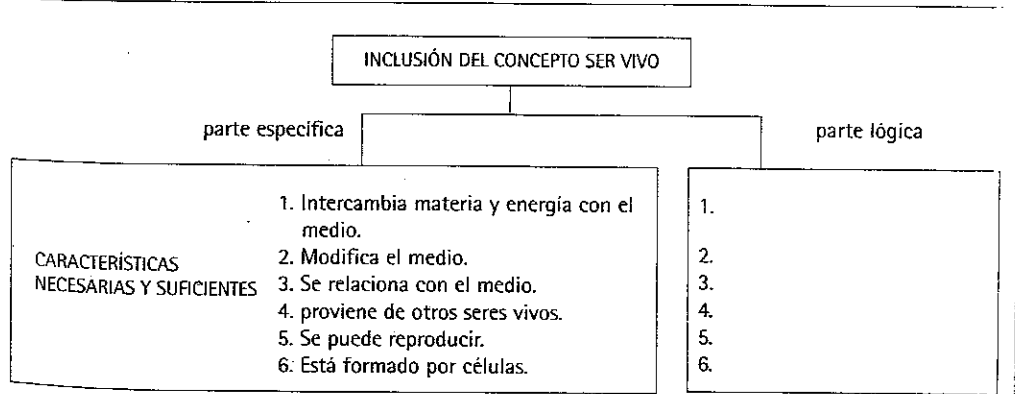 INCLUSIÓN DEL CONCEPTO SER VIVO
parte específica
parte lógica
CARACTERÍSTICAS
NECESARIAS Y SUFICIENTES
1. Intercambia materia y energía con el
medio.
2. Modifica el medio.
3. Se relaciona con el medio.
4. proviene de otros seres vivos.
5. Se puede reproducir.
6. Está formado por células.
1.
2.
3.
4.
5.
6.